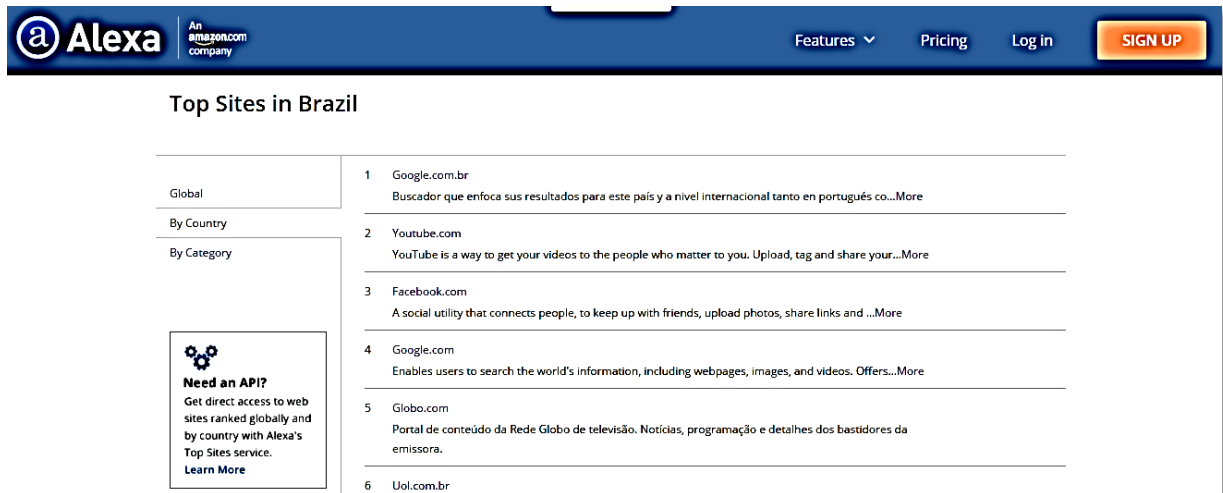 a Alexa
An
amazon.com
company
Features
Pricing
Log in
SIGN UP
Top Sites in Brazil
Global
By Country
By Category
Need an API?
Get direct access to web
sites ranked globally and
by country with Alexa's
Top Sites service.
Learn More
1 Google.com.br
Buscador que enfoca sus resultados para este país y a nivel internacional tanto en portugués co...More
2 Youtube.com
YouTube is a way to get your videos to the people who matter to you. Upload, tag and share your...More
3 Facebook.com
A social utility that connects people, to keep up with friends, upload photos, share links and ...More
4 Google.com
Enables users to search the world's information, including webpages, images, and videos. Offers...More
5 Globo.com
Portal de conteúdo da Rede Globo de televisão. Notícias, programação e detalhes dos bastidores da
emissora.
6 Uol.com.br